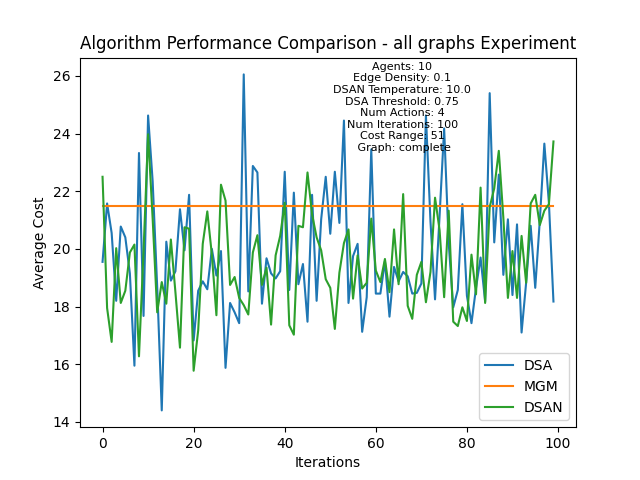 Algorithm Performance Comparison - all graphs Experiment
Agents: 10
Edge Density: 0.1
DSAN Temperature: 10.0
DSA Threshold: 0.75
Num Actions: 4
Num Iterations: 100
Cost Range: 51
Graph: complete
Average Cost
26
24
22
20
18
16
14
DSA
MGM
DSAN
0
20
40
60
80
100
Iterations